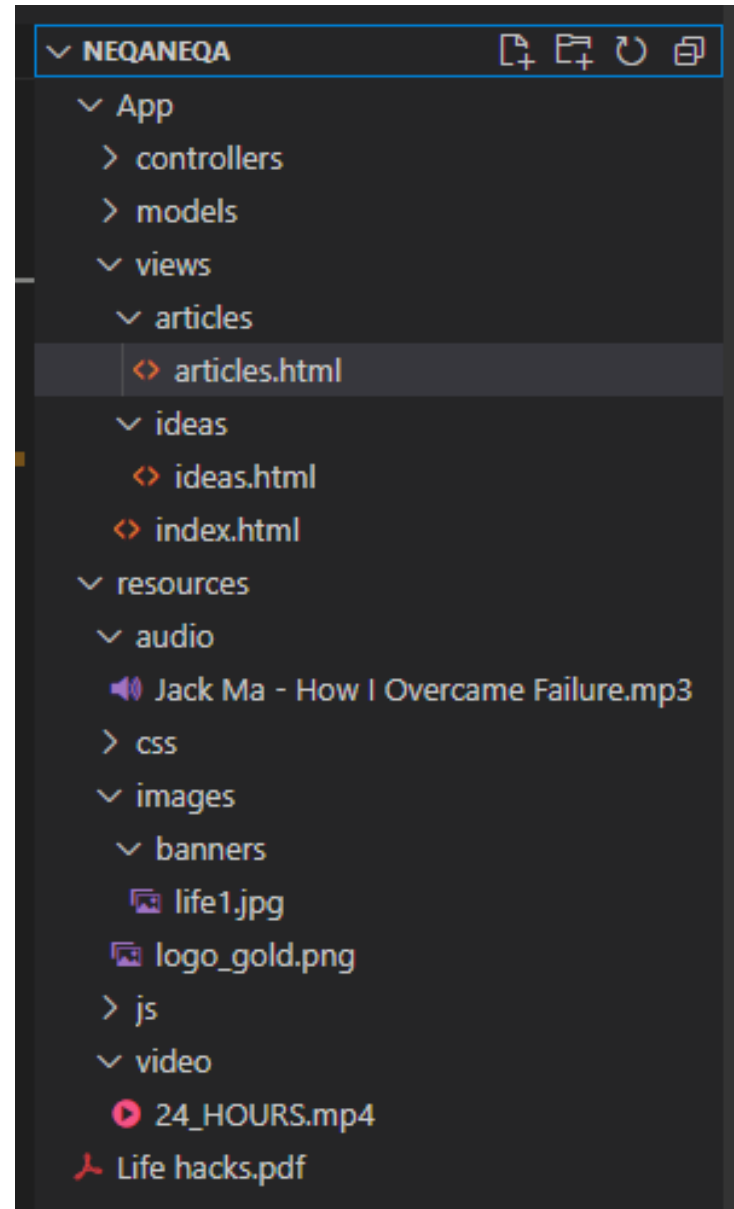 NEQANEQA
App
controllers
models
views
articles
articles.html
ideas
ideas.html
index.html
resources
audio
Jack Ma - How I Overcame Failure.mp3
css
images
banners
life1.jpg
logo_gold.png
js
video
24_HOURS.mp4
Life hacks.pdf